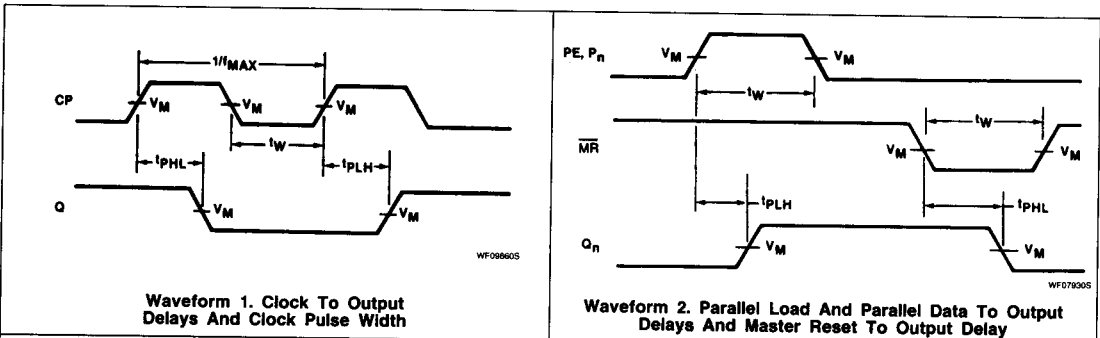 1/fMAX
CP
VM
VM
VM
tW
tPHL
tPLH
Q
VM
VM
WF09860S
Waveform 1. Clock To Output
Delays And Clock Pulse Width
PE, Pn
VM
VM
tW
MR
tW
VM
VM
tPLH
tPHL
Qn
VM
VM
WF07930S
Waveform 2. Parallel Load And Parallel Data To Output
Delays And Master Reset To Output Delay